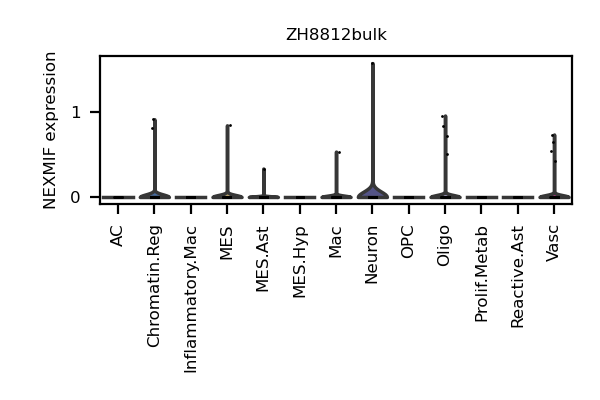 ZH8812bulk
NEXMIF expression
1
0
AC
Chromatin.Reg
Inflammatory.Mac
MES
MES.Ast
MES.Hyp
Mac
Neuron
OPC
Oligo
Prolif.Metab
Reactive.Ast
Vasc